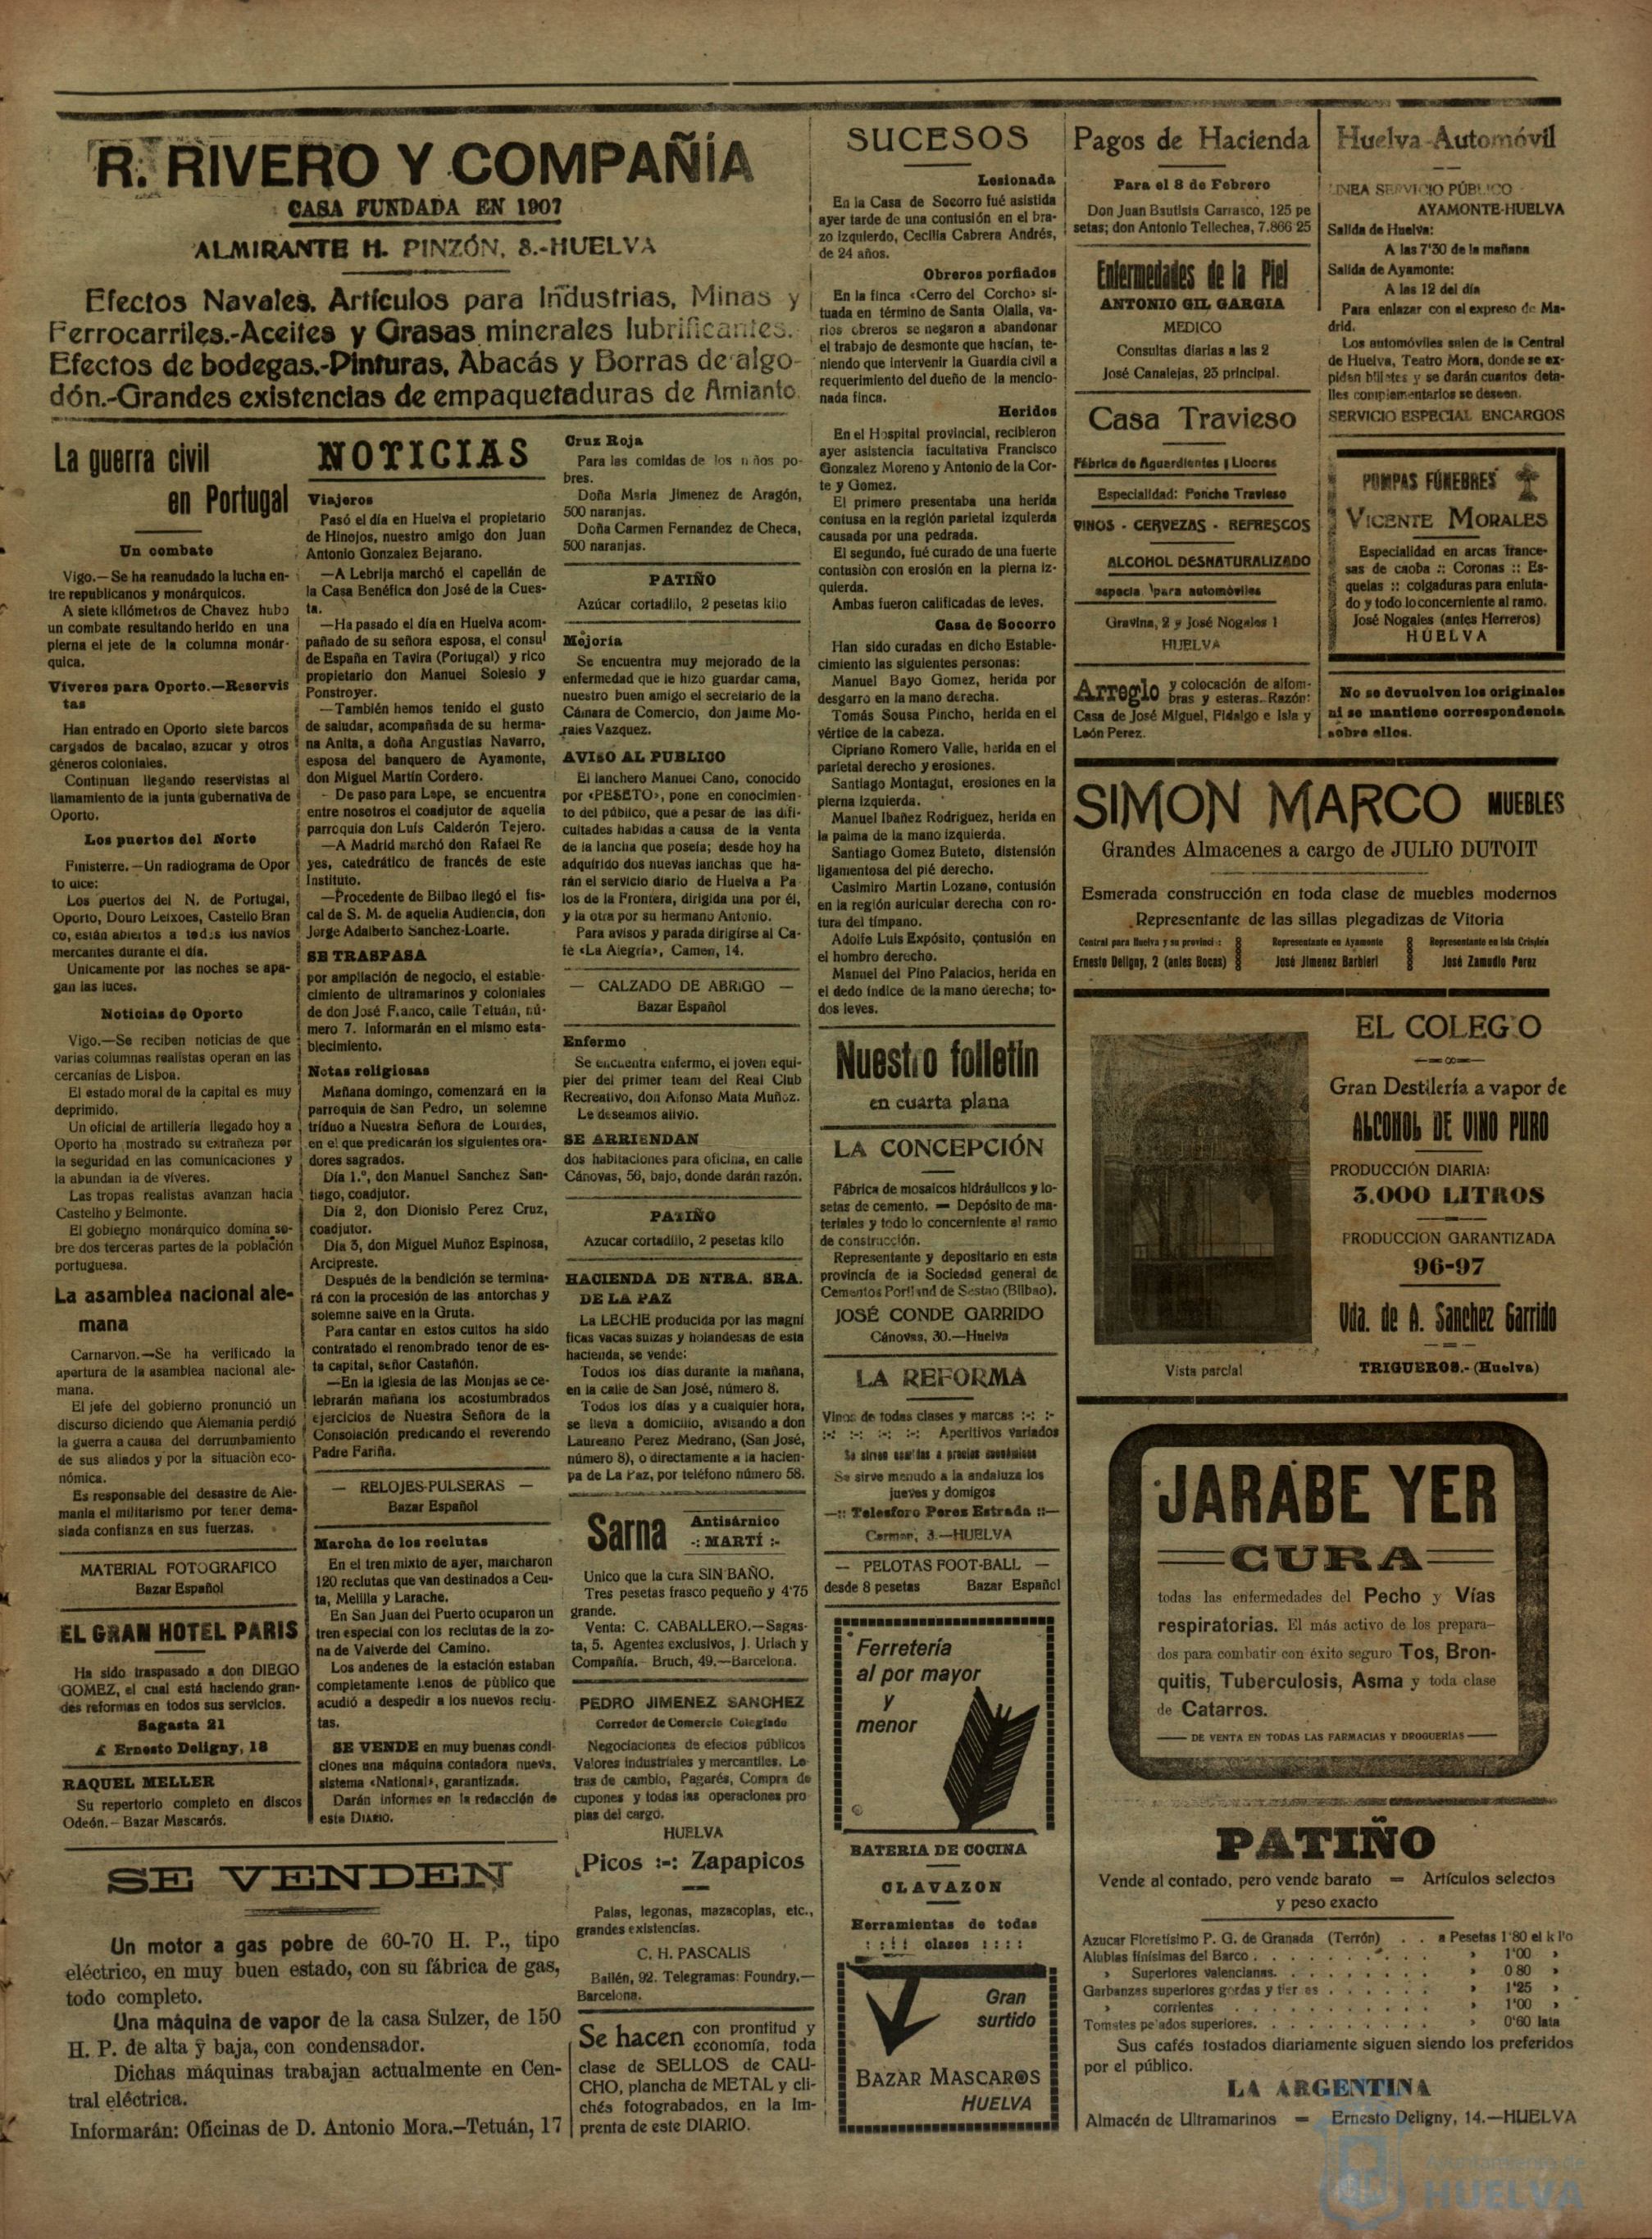 R. RIVERO Y COMPAÑÍA
CASA FUNDADA EN 1907
ALMIRANTE H. PINZÓN, 8.-HUELVA
Efectos Navales, Artículos para Industrias, Minas y
Ferrocarriles.-Aceites y Grasas minerales lubrificantes.
Efectos de bodegas.-Pinturas, Abacás y Borras de algo-
dón.-Grandes existencias de empaquetaduras de Amianto.
La guerra civil
en Portugal
Un combate
Vigo.—Se ha reanudado la lucha en-
tre republicanos y monárquicos.
A siete kilómetros de Chavez hubo
un combate resultando herido en una
pierna el jete de la columna monár-
quica.
Víveres para Oporto.—Reservis
tas
Han entrado en Oporto siete barcos
cargados de bacalao, azucar y otros
géneros coloniales.
Continuan llegando reservistas al
llamamiento de la junta gubernativa de
Oporto.
Los puertos del Norte
Finisterre.—Un radiograma de Opor
to dice:
Los puertos del N. de Portugal,
Oporto, Douro Leixoes, Castello Bran
co, están abiertos a todos los navíos
mercantes durante el día.
Unicamente por las noches se apa-
gan las luces.
Noticias de Oporto
Vigo.—Se reciben noticias de que
varias columnas realistas operan en las
cercanías de Lisboa.
El estado moral de la capital es muy
deprimido.
Un oficial de artillería llegado hoy a
Oporto ha mostrado su extrañeza por
la seguridad en las comunicaciones y
la abundan ia de víveres.
Las tropas realistas avanzan hacia
Castelho y Belmonte.
El gobierno monárquico domina so-
bre dos terceras partes de la población
portuguesa.
La asamblea nacional ale-
mana
Carnarvon.—Se ha verificado la
apertura de la asamblea nacional ale-
mana.
El jefe del gobierno pronunció un
discurso diciendo que Alemania perdió
la guerra a causa del derrumbamiento
de sus aliados y por la situación eco-
nómica.
Es responsable del desastre de Ale-
mania el militarismo por tener dema-
siada confianza en sus fuerzas.
MATERIAL FOTOGRAFICO
Bazar Español
EL GRAN HOTEL PARIS
Ha sido traspasado a don DIEGO
GOMEZ, el cual está haciendo gran-
des reformas en todos sus servicios.
Sagasta 21
Á Ernesto Deligny, 18
RAQUEL MELLER
Su repertorio completo en discos
Odeón.—Bazar Mascarós.
NOTICIAS
Viajeros
Pasó el día en Huelva el propietario
de Hinojos, nuestro amigo don Juan
Antonio Gonzalez Bejarano.
—A Lebrija marchó el capellán de
la Casa Benéfica don José de la Cues-
ta.
—Ha pasado el día en Huelva acom-
pañado de su señora esposa, el consul
de España en Tavira (Portugal) y rico
propietario don Manuel Solesio y
Ponstroyer.
—También hemos tenido el gusto
de saludar, acompañada de su herma-
na Anita, a doña Angustias Navarro,
esposa del banquero de Ayamonte,
don Miguel Martín Cordero.
- De paso para Lepe, se encuentra
entre nosotros el coadjutor de aquella
parroquia don Luís Calderón Tejero.
—A Madrid marchó don Rafael Re
yes, catedrático de francés de este
Instituto.
—Procedente de Bilbao llegó el fis-
cal de S. M. de aquella Audiencia, don
Jorge Adalberto Sanchez-Loarte.
SE TRASPASA
por ampliación de negocio, el estable-
cimiento de ultramarinos y coloniales
de don José Franco, calle Tetuán, nú-
mero 7. Informarán en el mismo esta-
blecimiento.
Notas religiosas
Mañana domingo, comenzará en la
parroquia de San Pedro, un solemne
tríduo a Nuestra Señora de Lourdes,
en el que predicarán los siguientes ora-
dores sagrados.
Día 1.º, don Manuel Sanchez San-
tiago, coadjutor.
Día 2, don Dionisio Perez Cruz,
coadjutor.
Día 3, don Miguel Muñoz Espinosa,
Arcipreste.
Después de la bendición se termina-
rá con la procesión de las antorchas y
solemne salve en la Gruta.
Para cantar en estos cultos ha sido
contratado el renombrado tenor de es-
ta capital, señor Castañón.
—En la Iglesia de las Monjas se ce-
lebrarán mañana los acostumbrados
ejercicios de Nuestra Señora de la
Consolación predicando el reverendo
Padre Fariña.
— RELOJES-PULSERAS —
Bazar Español
Marcha de los reclutas
En el tren mixto de ayer, marcharon
120 reclutas que van destinados a Ceu-
ta, Melilla y Larache.
En San Juan del Puerto ocuparon un
tren especial con los reclutas de la zo-
na de Valverde del Camino.
Los andenes de la estación estaban
completamente llenos de público que
acudió a despedir a los nuevos reclu-
tas.
SE VENDE en muy buenas condi-
ciones una máquina contadora nueva,
sistema «National», garantizada.
Darán informes en la redacción de
este DIARIO.
SE VENDEN
Un motor a gas pobre de 60-70 H. P., tipo
eléctrico, en muy buen estado, con su fábrica de gas,
todo completo.
Una máquina de vapor de la casa Sulzer, de 150
H. P. de alta y baja, con condensador.
Dichas máquinas trabajan actualmente en Cen-
tral eléctrica.
Informarán: Oficinas de D. Antonio Mora.—Tetuán, 17
Cruz Roja
Para las comidas de los niños po-
bres.
Doña María Jimenez de Aragón,
500 naranjas.
Doña Carmen Fernandez de Checa,
500 naranjas.
PATIÑO
Azúcar cortadillo, 2 pesetas kilo
Mejoría
Se encuentra muy mejorado de la
enfermedad que le hizo guardar cama,
nuestro buen amigo el secretario de la
Cámara de Comercio, don Jaime Mo-
rales Vazquez.
AVISO AL PUBLICO
El lanchero Manuel Cano, conocido
por «PESETO», pone en conocimien-
to del público, que a pesar de las difi-
cultades habidas a causa de la venta
de la lancha que poseía; desde hoy ha
adquirido dos nuevas lanchas que ha-
rán el servicio diario de Huelva a Pa-
los de la Frontera, dirigida una por él,
y la otra por su hermano Antonio.
Para avisos y parada dirigirse al Ca-
fé «La Alegría», Camen, 14.
— CALZADO DE ABRIGO —
Bazar Español
Enfermo
Se encuentra enfermo, el joven equi-
pier del primer team del Real Club
Recreativo, don Alfonso Mata Muñoz.
Le deseamos alivio.
SE ARRIENDAN
dos habitaciones para oficina, en calle
Cánovas, 56, bajo, donde darán razón.
PATIÑO
Azucar cortadillo, 2 pesetas kilo
HACIENDA DE NTRA. SRA.
DE LA PAZ
La LECHE producida por las magní
ficas vacas suizas y holandesas de esta
hacienda, se vende:
Todos los días durante la mañana,
en la calle de San José, número 8.
Todos los días y a cualquier hora,
se lleva a domicilio, avisando a don
Laureano Perez Medrano, (San José,
número 8), o directamente a la hacien-
pa de La Paz, por teléfono número 58.
Sarna Antisárnico
-: MARTÍ :-
Unico que la cura SIN BAÑO.
Tres pesetas frasco pequeño y 4'75
grande.
Venta: C. CABALLERO.—Sagas-
ta, 5. Agentes exclusivos, J. Uriach y
Compañía.—Bruch, 49.—Barcelona.
PEDRO JIMENEZ SANCHEZ
Corredor de Comercio Colegiado
Negociaciones de efectos públicos
Valores industriales y mercantiles. Le
tras de cambio, Pagarés, Compra de
cupones y todas las operaciones pro
pias del cargo.
HUELVA
Picos :-: Zapapicos
Palas, legonas, mazacoplas, etc.,
grandes existencias.
C. H. PASCALIS
Bailén, 92. Telegramas: Foundry.—
Barcelona.
Se hacen con prontitud y
economía, toda
clase de SELLOS de CAU-
CHO, plancha de METAL y cli-
chés fotograbados, en la Im-
prenta de este DIARIO.
SUCESOS
Lesionada
En la Casa de Socorro fué asistida
ayer tarde de una contusión en el bra-
zo izquierdo, Cecilia Cabrera Andrés,
de 24 años.
Obreros porfiados
En la finca «Cerro del Corcho» si-
tuada en término de Santa Olalla, va-
rios obreros se negaron a abandonar
el trabajo de desmonte que hacían, te-
niendo que intervenir la Guardia civil a
requerimiento del dueño de la mencio-
nada finca.
Heridos
En el Hospital provincial, recibieron
ayer asistencia facultativa Francisco
Gonzalez Moreno y Antonio de la Cor-
te y Gomez.
El primero presentaba una herida
contusa en la región parietal izquierda
causada por una pedrada.
El segundo, fué curado de una fuerte
contusión con erosión en la pierna iz-
quierda.
Ambas fueron calificadas de leves.
Casa de Socorro
Han sido curadas en dicho Estable-
cimiento las siguientes personas:
Manuel Bayo Gomez, herida por
desgarro en la mano derecha.
Tomás Sousa Pincho, herida en el
vértice de la cabeza.
Cipriano Romero Valle, herida en el
parietal derecho y erosiones.
Santiago Montagut, erosiones en la
pierna izquierda.
Manuel Ibañez Rodriguez, herida en
la palma de la mano izquierda.
Santiago Gomez Buteto, distensión
ligamentosa del pié derecho.
Casimiro Martin Lozano, contusión
en la región auricular derecha con ro-
tura del tímpano.
Adolfo Luis Expósito, contusión en
el hombro derecho.
Manuel del Pino Palacios, herida en
el dedo índice de la mano derecha; to-
dos leves.
Nuestro folletin
en cuarta plana
LA CONCEPCIÓN
Fábrica de mosaicos hidráulicos y lo-
setas de cemento. — Depósito de ma-
teriales y todo lo concerniente al ramo
de construcción.
Representante y depositario en esta
provincia de la Sociedad general de
Cementos Portland de Sestao (Bilbao).
JOSÉ CONDE GARRIDO
Cánovas, 30.—Huelva
LA REFORMA
Vinos de todas clases y marcas :-: :-
:-: :-: :-: :-: Aperitivos variados
Se sirven comidas a precios económicos
Se sirve menudo a la andaluza los
jueves y domigos
—:: Telesforo Perez Estrada ::—
Carmen, 3.—HUELVA
— PELOTAS FOOT-BALL —
desde 8 pesetas Bazar Español
Ferretería
al por mayor
y
menor
BATERIA DE COCINA
CLAVAZON
Herramientas de todas
: : : : clases : : : :
Gran
surtido
BAZAR MASCAROS
HUELVA
Pagos de Hacienda
Para el 8 de Febrero
Don Juan Bautista Carrasco, 125 pe
setas; don Antonio Tellechea, 7.866 25
Enfermedades de la Piel
ANTONIO GIL GARGIA
MEDICO
Consultas diarias a las 2
José Canalejas, 23 principal.
Casa Travieso
Fábrica de Aguardientes y Licores
Especialidad: Ponche Travieso
VINOS - CERVEZAS - REFRESCOS
ALCOHOL DESNATURALIZADO
especia para automóviles
Gravina, 2 y José Nogales 1
HUELVA
Arreglo y colocación de alfom-
bras y esteras. Razón:
Casa de José Miguel, Fidalgo e Isla y
León Perez.
Huelva-Automóvil
LINEA SERVICIO PÚBLICO
AYAMONTE-HUELVA
Salida de Huelva:
A las 7'30 de la mañana
Salida de Ayamonte:
A las 12 del día
Para enlazar con el expreso de Ma-
drid.
Los automóviles salen de la Central
de Huelva, Teatro Mora, donde se ex-
piden billetes y se darán cuantos deta-
lles complementarios se deseen.
SERVICIO ESPECIAL ENCARGOS
POMPAS FÚNEBRES
VICENTE MORALES
Especialidad en arcas france-
sas de caoba :: Coronas :: Es-
quelas :: colgaduras para enluta-
do y todo lo concerniente al ramo.
José Nogales (antes Herreros)
HUELVA
No se devuelven los originales
ni se mantiene correspondencia
sobre ellos.
SIMON MARCO MUEBLES
Grandes Almacenes a cargo de JULIO DUTOIT
Esmerada construcción en toda clase de muebles modernos
Representante de las sillas plegadizas de Vitoria
Central para Huelva y su provincia: Representante en Ayamonte Representante en Isla Cristina
Ernesto Deligny, 2 (antes Bocas) José Jimenez Barbieri José Zamudio Perez
EL COLEG O
Gran Destilería a vapor de
ALCOHOL DE VINO PURO
PRODUCCIÓN DIARIA:
3.000 LITROS
PRODUCCION GARANTIZADA
96-97
Vda. de A. Sanchez Garrido
Vista parcial
TRIGUEROS.- (Huelva)
JARABE YER
CURA
todas las enfermedades del Pecho y Vías
respiratorias. El más activo de los prepara-
dos para combatir con éxito seguro Tos, Bron-
quitis, Tuberculosis, Asma y toda clase
de Catarros.
DE VENTA EN TODAS LAS FARMACIAS Y DROGUERÍAS
PATIÑO
Vende al contado, pero vende barato — Artículos selectos
y peso exacto
Azucar Floretísimo P. G. de Granada (Terrón) . . a Pesetas 1'80 el k l'o
Alubias finísimas del Barco . . . . . . . . . » 1'00 »
» Superiores valencianas. . . . . . . . . » 0 80 »
Garbanzos superiores gordas y tier os . . . . . . » 1'25 »
» corrientes . . . . . . . . . . » 1'00 »
Tomates pelados superiores. . . . . . . . . . » 0'60 lata
Sus cafés tostados diariamente siguen siendo los preferidos
por el público.
LA ARGENTINA
Almacén de Ultramarinos — Ernesto Deligny, 14.—HUELVA
Ayuntamiento de
HUELVA